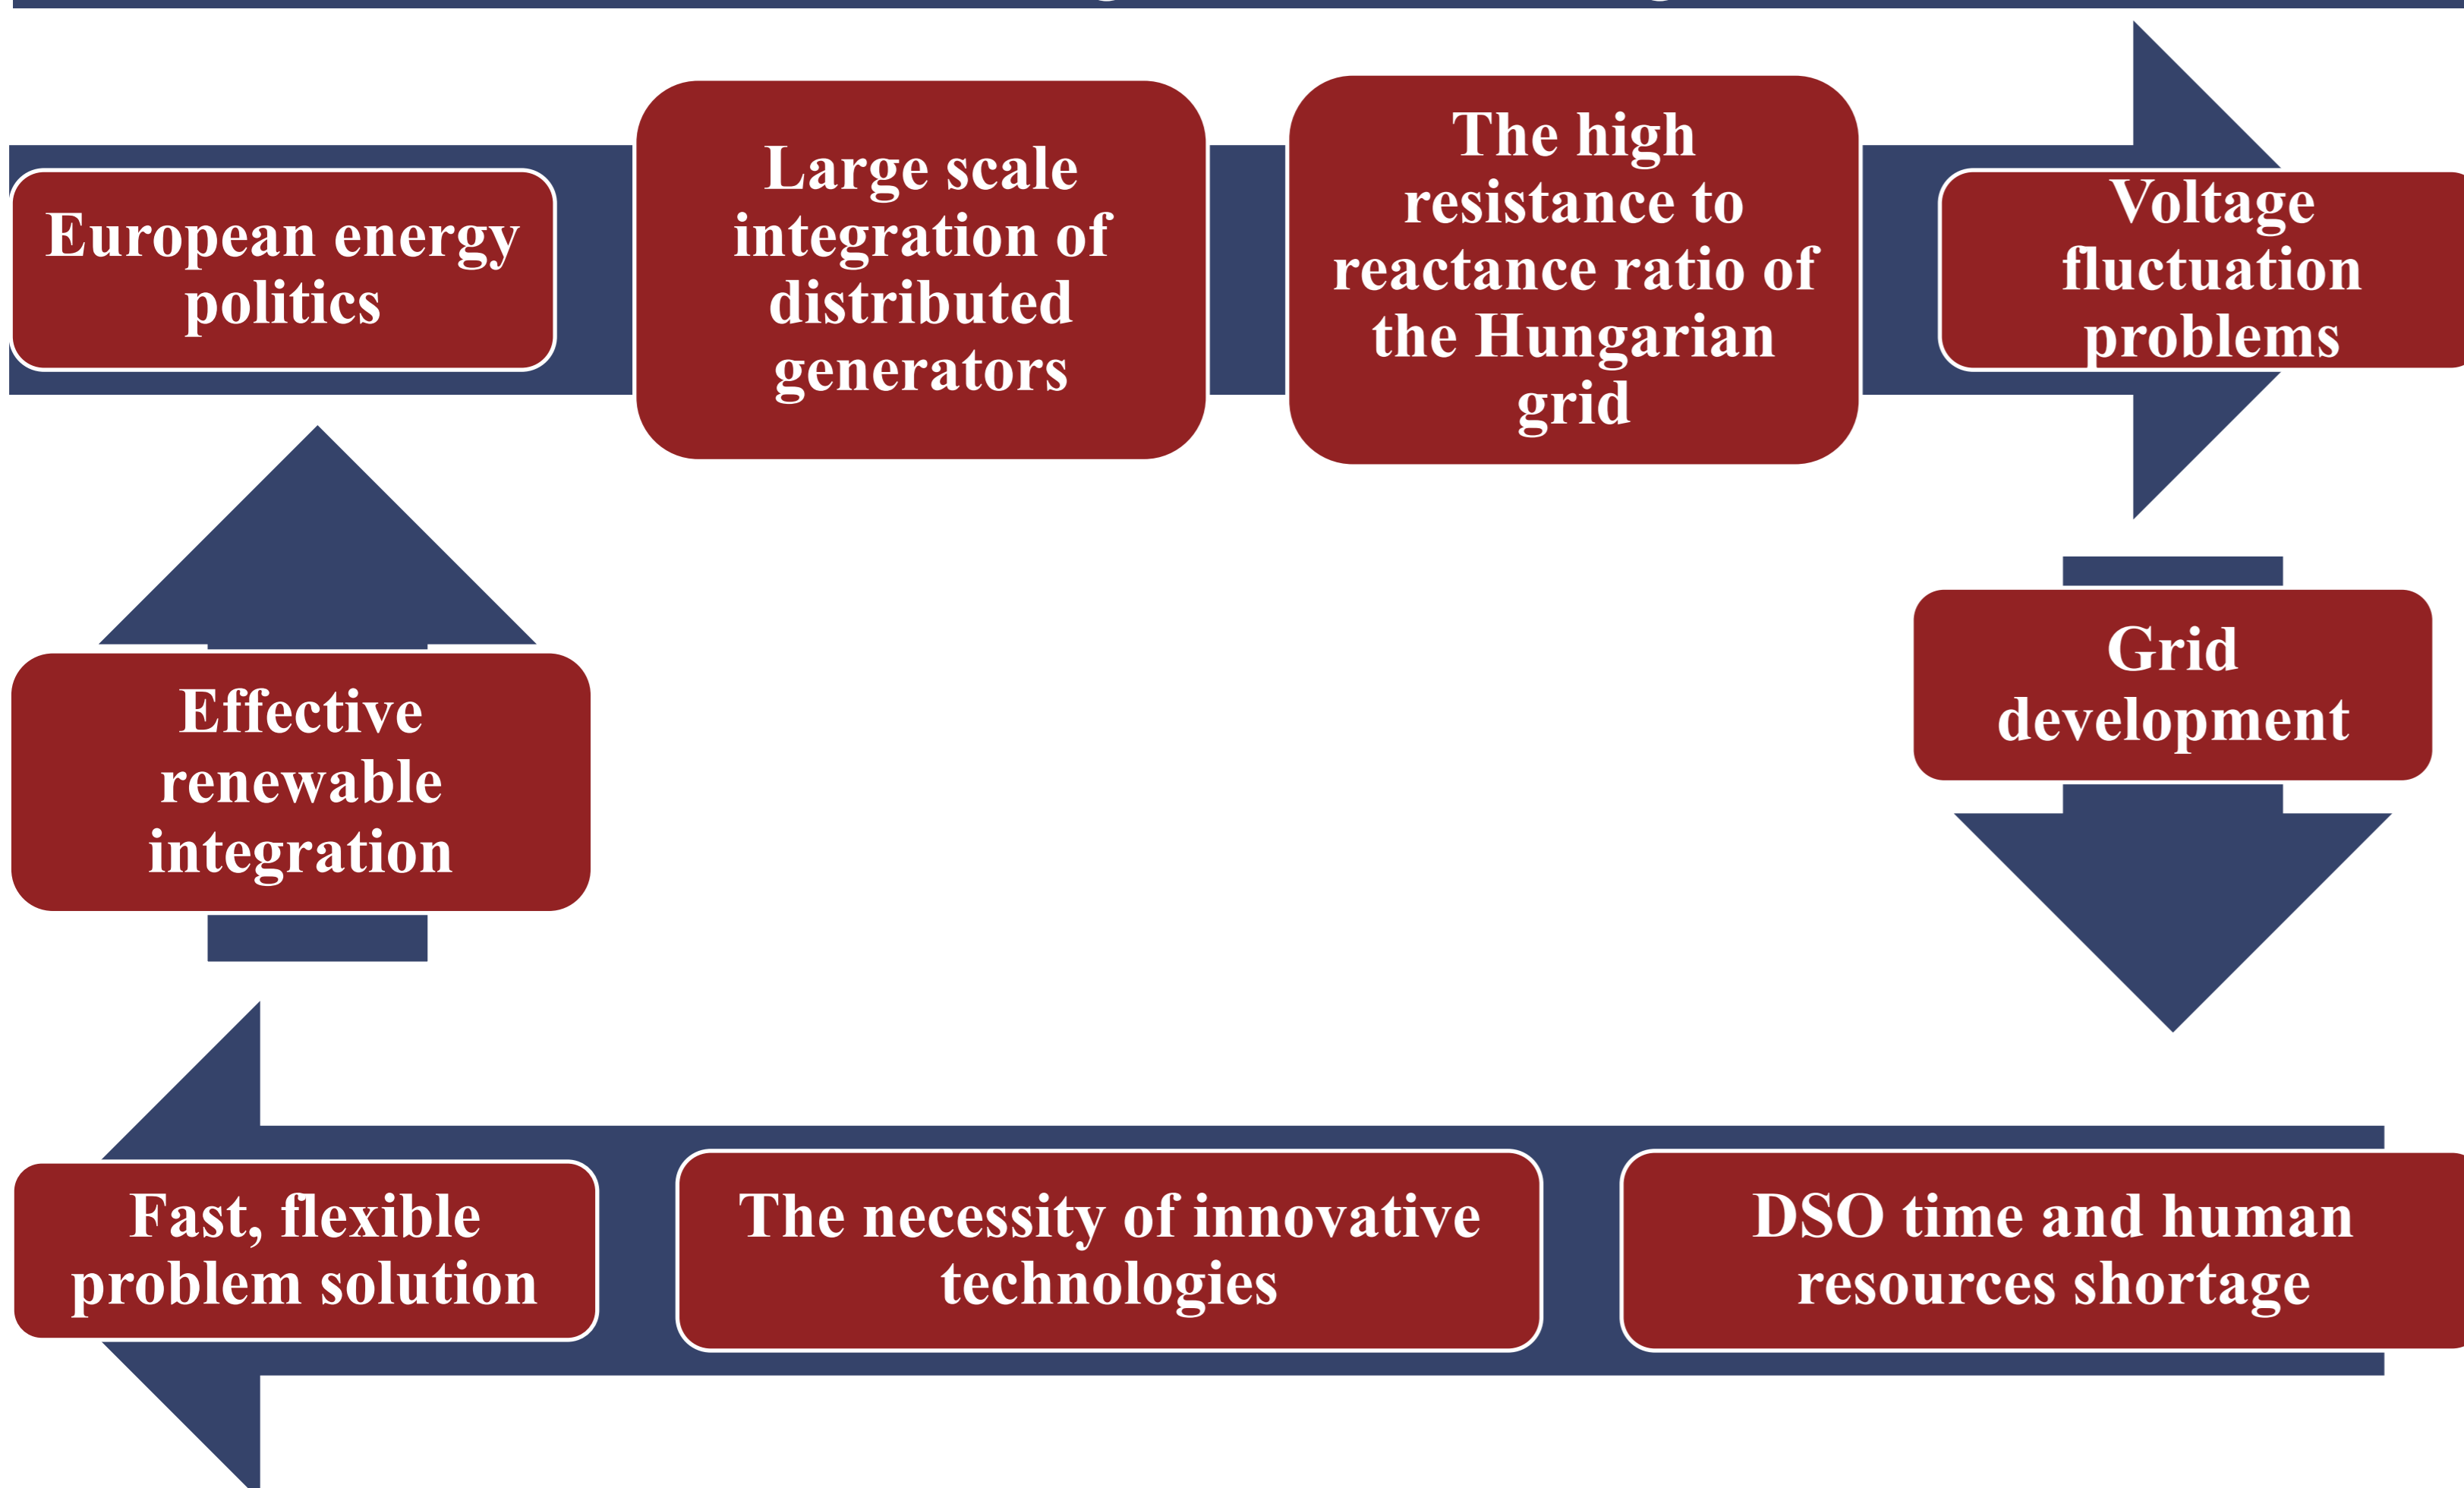 European energy
politics
Large scale
integration of
distributed
generators
The high
resistance to
reactance ratio of
the Hungarian
grid
Voltage
fluctuation
problems
Grid
development
DSO time and human
resources shortage
The necessity of innovative
technologies
Fast, flexible
problem solution
Effective
renewable
integration